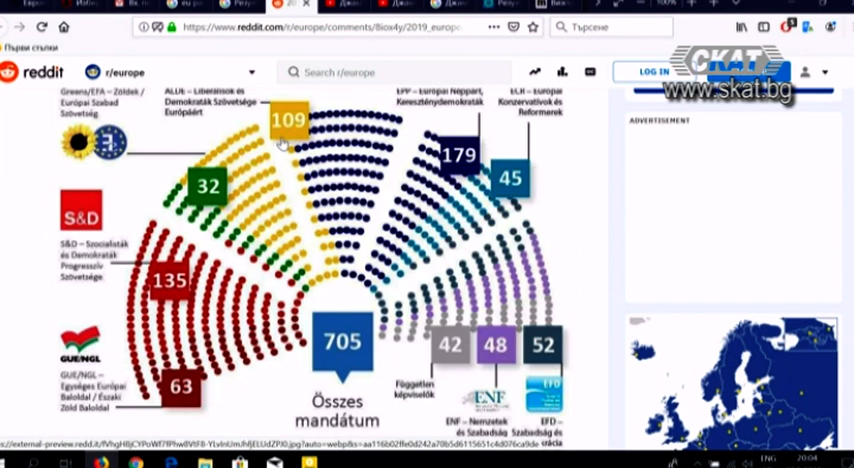 https://www.reddit.com/r/europe/comments/8iox4y/2019_europe
Търсене
Първи стъпки
reddit
r/europe
Search r/europe
LOG IN
СКАТ
www.skat.bg
ADVERTISEMENT
Greens/EFA – Zöldek /
Európai Szabad
Szövetség
ALDE – Liberálisok és
Demokraták Szövetsége
Európáért
EPP – Európai Néppárt,
Kereszténydemokraták
ECR – Európai
Konzervatívok és
Reformerek
109
179
45
32
S&D
S&D – Szocialisták
és Demokraták
Progresszív
Szövetsége
135
705
42
48
52
GUE/NGL
GUE/NGL –
Egységes Európai
Baloldal / Északi
Zöld Baloldal
63
Összes
mandátum
Független
képviselők
ENF
EFD
ENF – Nemzetek
és Szabadság
EFD –
Szabadság és
ENG
20:04